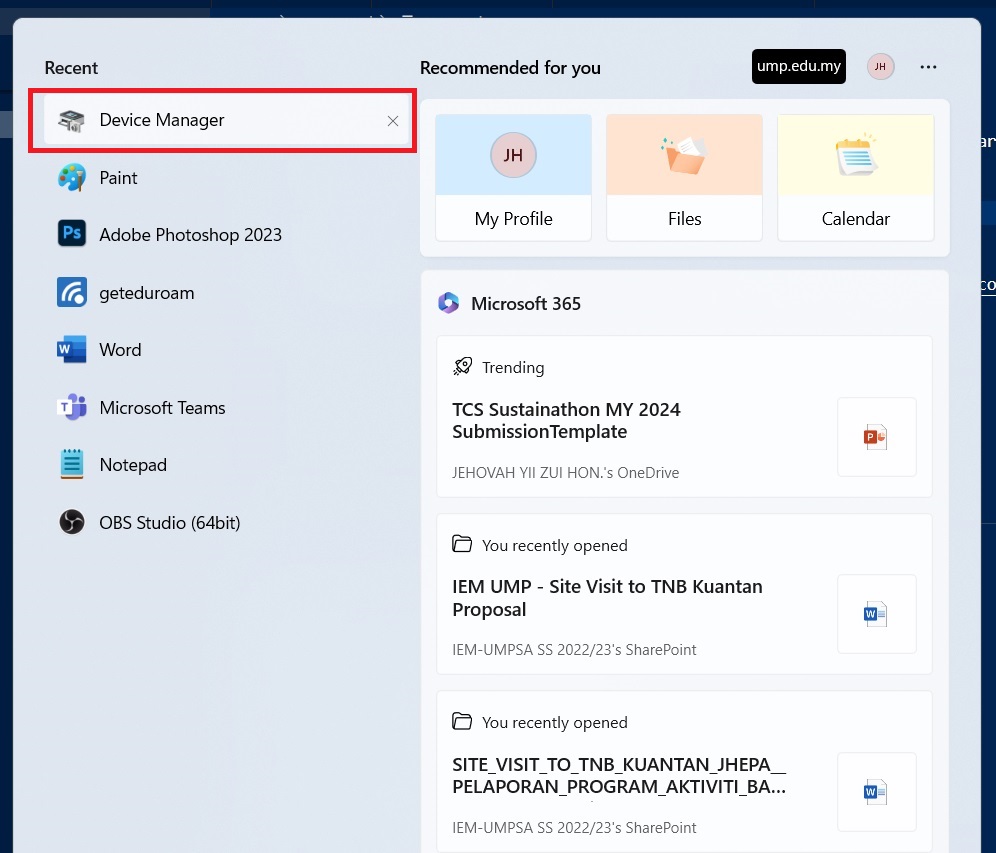 Recent
Recommended for you
ump.edu.my
JH
Device Manager
Paint
Adobe Photoshop 2023
geteduroam
Word
Microsoft Teams
Notepad
OBS Studio (64bit)
JH
My Profile
Files
Calendar
Microsoft 365
Trending
TCS Sustainathon MY 2024
SubmissionTemplate
JEHOVAH YII ZUI HON.'s OneDrive
You recently opened
IEM UMP - Site Visit to TNB Kuantan
Proposal
IEM-UMPSA SS 2022/23's SharePoint
You recently opened
SITE_VISIT_TO_TNB_KUANTAN_JHEPA__
PELAPORAN_PROGRAM_AKTIVITI_BA...
IEM-UMPSA SS 2022/23's SharePoint